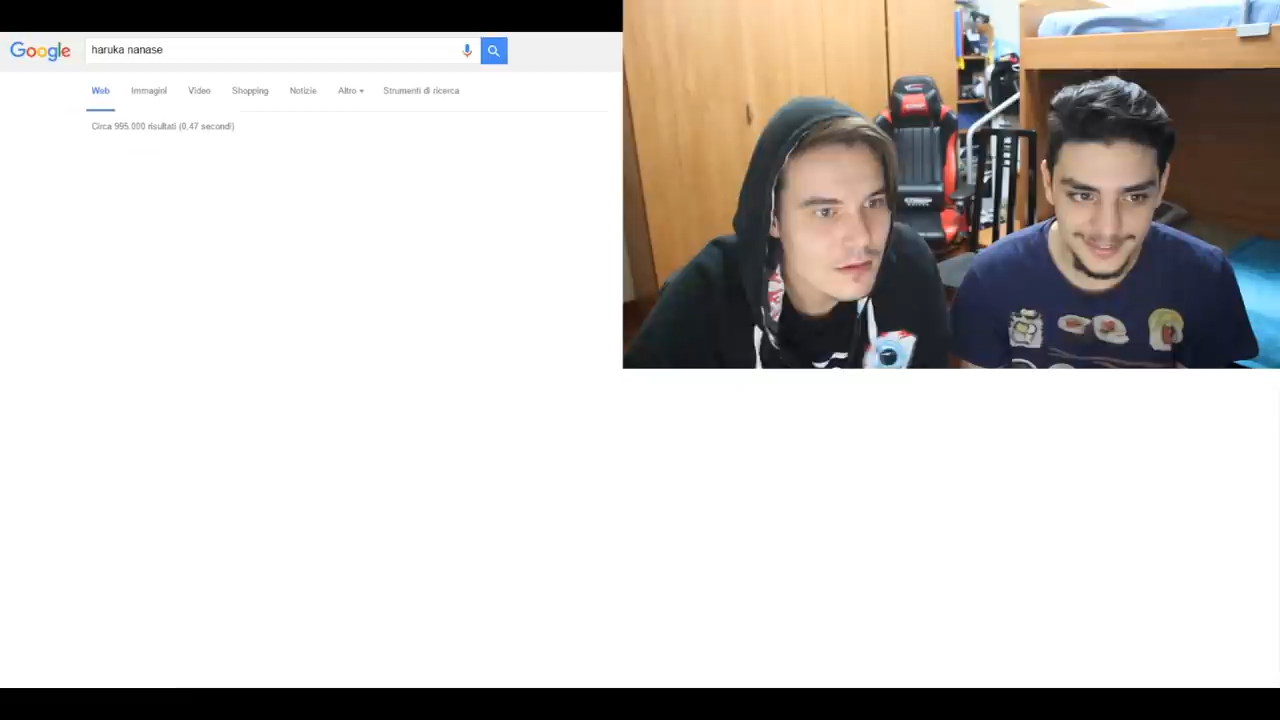 Google haruka nanase
Web Immagini Video Shopping Notizie Altro Strumenti di ricerca
Circa 995.000 risultati (0,47 secondi)